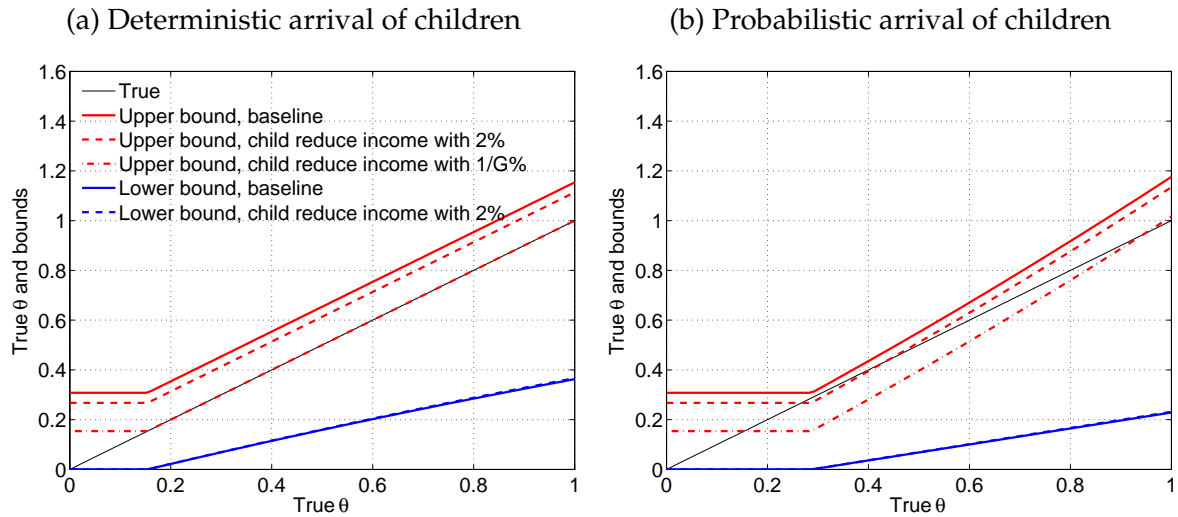 (a) Deterministic arrival of children
(b) Probabilistic arrival of children
1.6
1.4
1.2
1
0.8
0.6
0.4
0.2
0
True θ and bounds
True
Upper bound, baseline
Upper bound, child reduce income with 2%
Upper bound, child reduce income with 1/G%
Lower bound, baseline
Lower bound, child reduce income with 2%
0 0.2 0.4 0.6 0.8 1
True θ
1.6
1.4
1.2
1
0.8
0.6
0.4
0.2
0
True θ and bounds
0 0.2 0.4 0.6 0.8 1
True θ